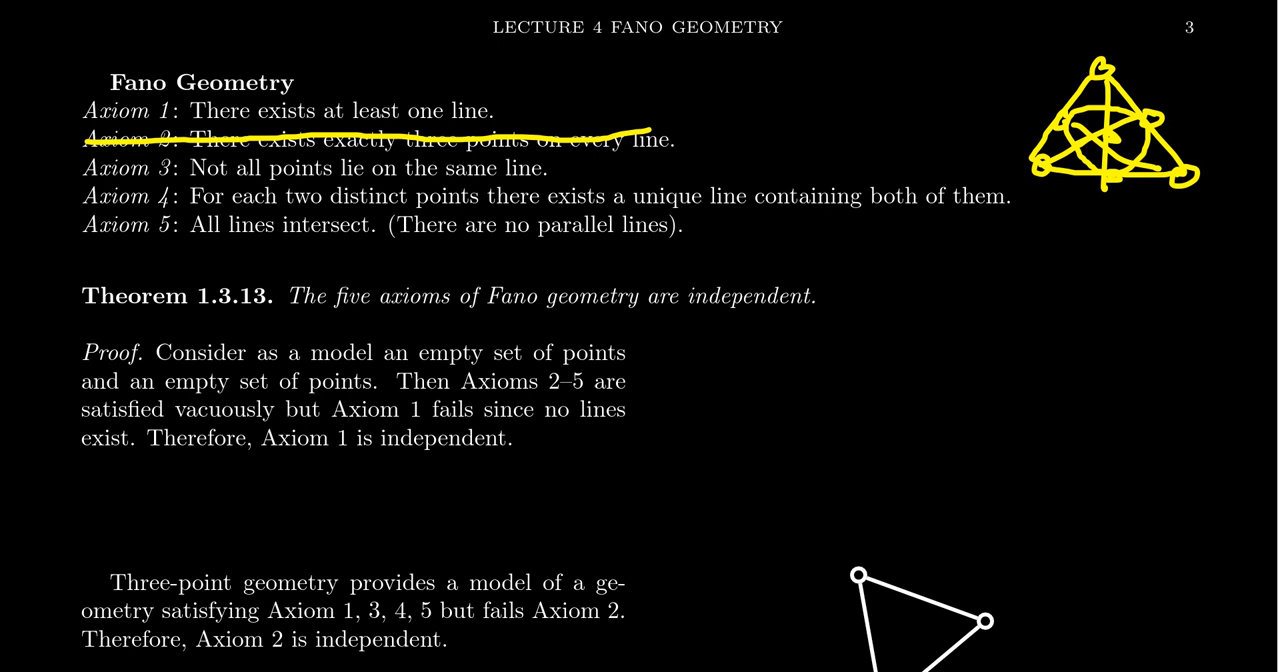 LECTURE 4 FANO GEOMETRY 3
Fano Geometry
Axiom 1: There exists at least one line.
Axiom 2: There exists exactly three points on every line.
Axiom 3: Not all points lie on the same line.
Axiom 4: For each two distinct points there exists a unique line containing both of them.
Axiom 5: All lines intersect. (There are no parallel lines).
Theorem 1.3.13. The five axioms of Fano geometry are independent.
Proof. Consider as a model an empty set of points
and an empty set of points. Then Axioms 2–5 are
satisfied vacuously but Axiom 1 fails since no lines
exist. Therefore, Axiom 1 is independent.
Three-point geometry provides a model of a ge-
ometry satisfying Axiom 1, 3, 4, 5 but fails Axiom 2.
Therefore, Axiom 2 is independent.